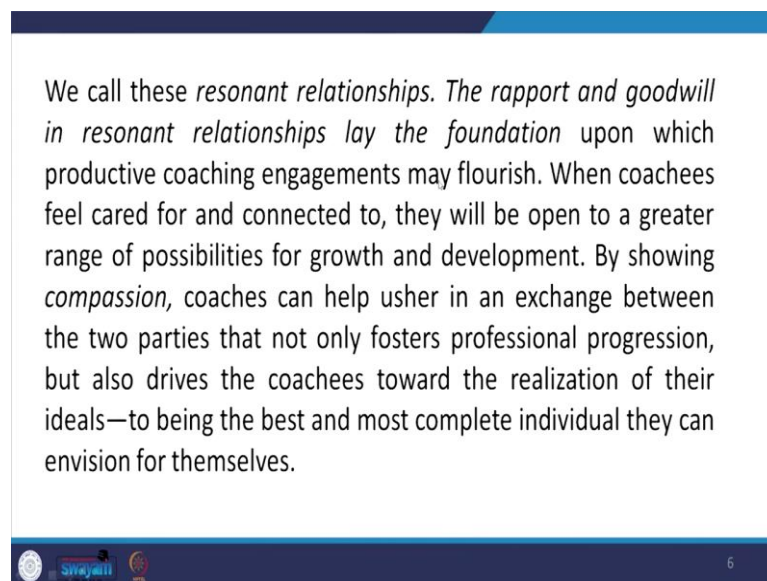 We call these resonant relationships. The rapport and goodwill
in resonant relationships lay the foundation upon which
productive coaching engagements may flourish. When coachees
feel cared for and connected to, they will be open to a greater
range of possibilities for growth and development. By showing
compassion, coaches can help usher in an exchange between
the two parties that not only fosters professional progression,
but also drives the coachees toward the realization of their
ideals—to being the best and most complete individual they can
envision for themselves.
swayam
6